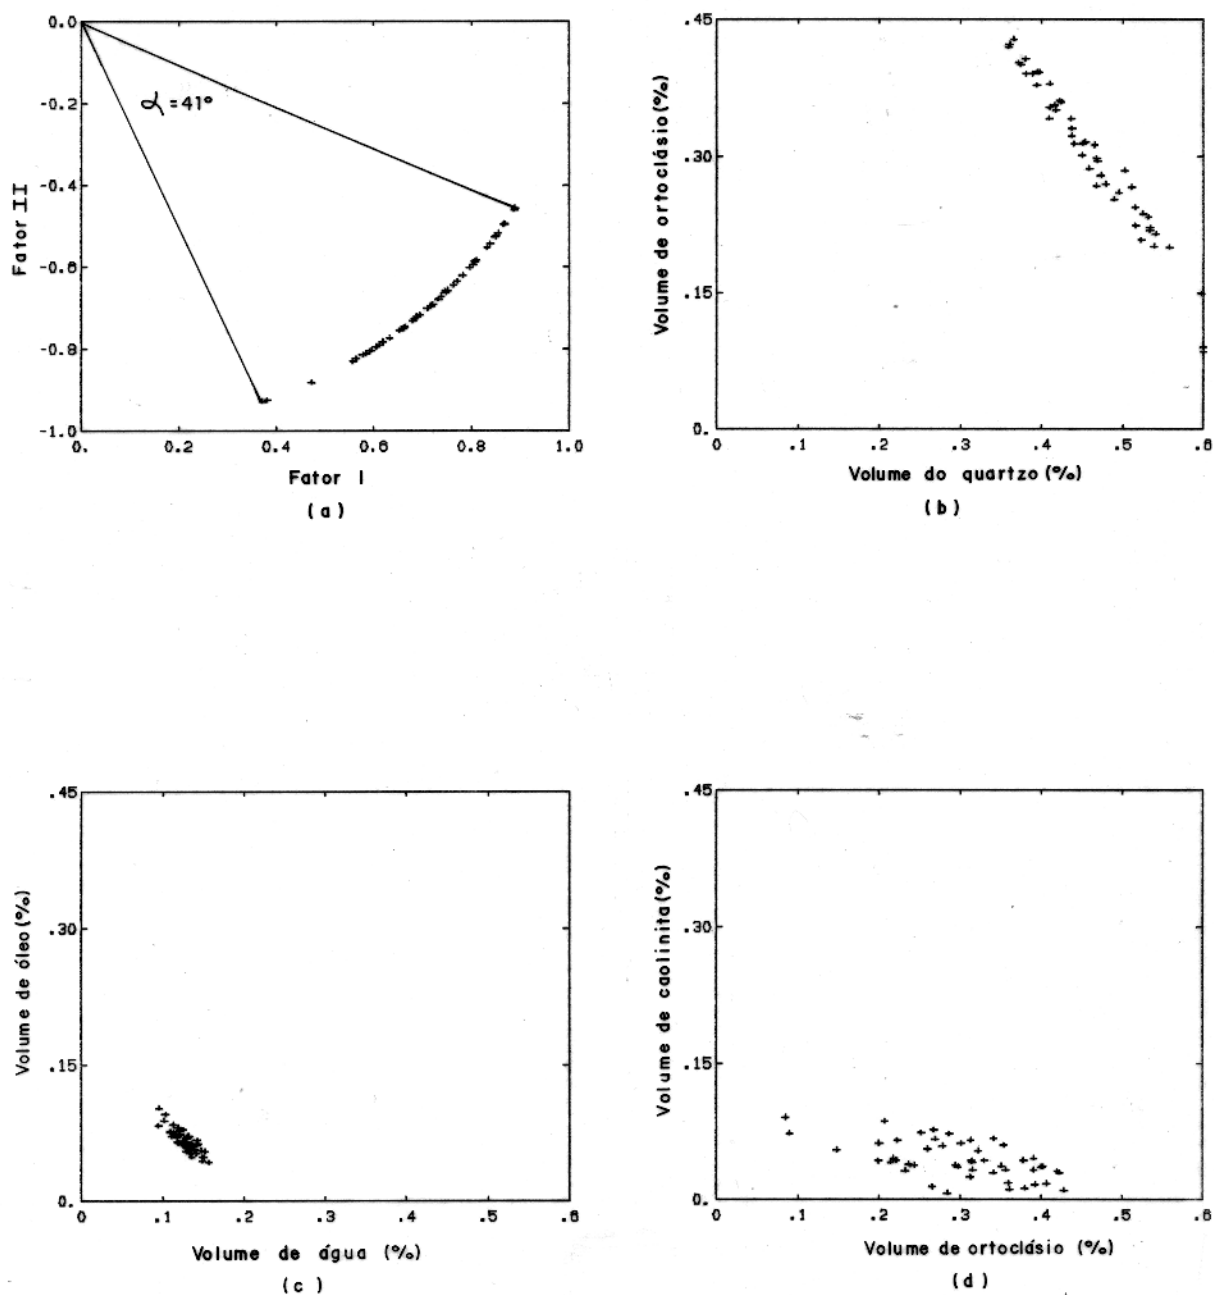 0.0
-0.2
-0.4
-0.6
-0.8
-1.0
Fator II
α = 41°
0. 0.2 0.4 0.6 0.8 1.0
Fator I
(a)
.45
.30
.15
0.
Volume de ortoclásio (%)
0 .1 .2 .3 .4 .5 .6
Volume do quartzo (%)
(b)
.45
.30
.15
0.
Volume de óleo (%)
0 .1 .2 .3 .4 .5 .6
Volume de água (%)
(c)
.45
.30
.15
0.
Volume de caolinita (%)
0 .1 .2 .3 .4 .5 .6
Volume de ortoclásio (%)
(d)